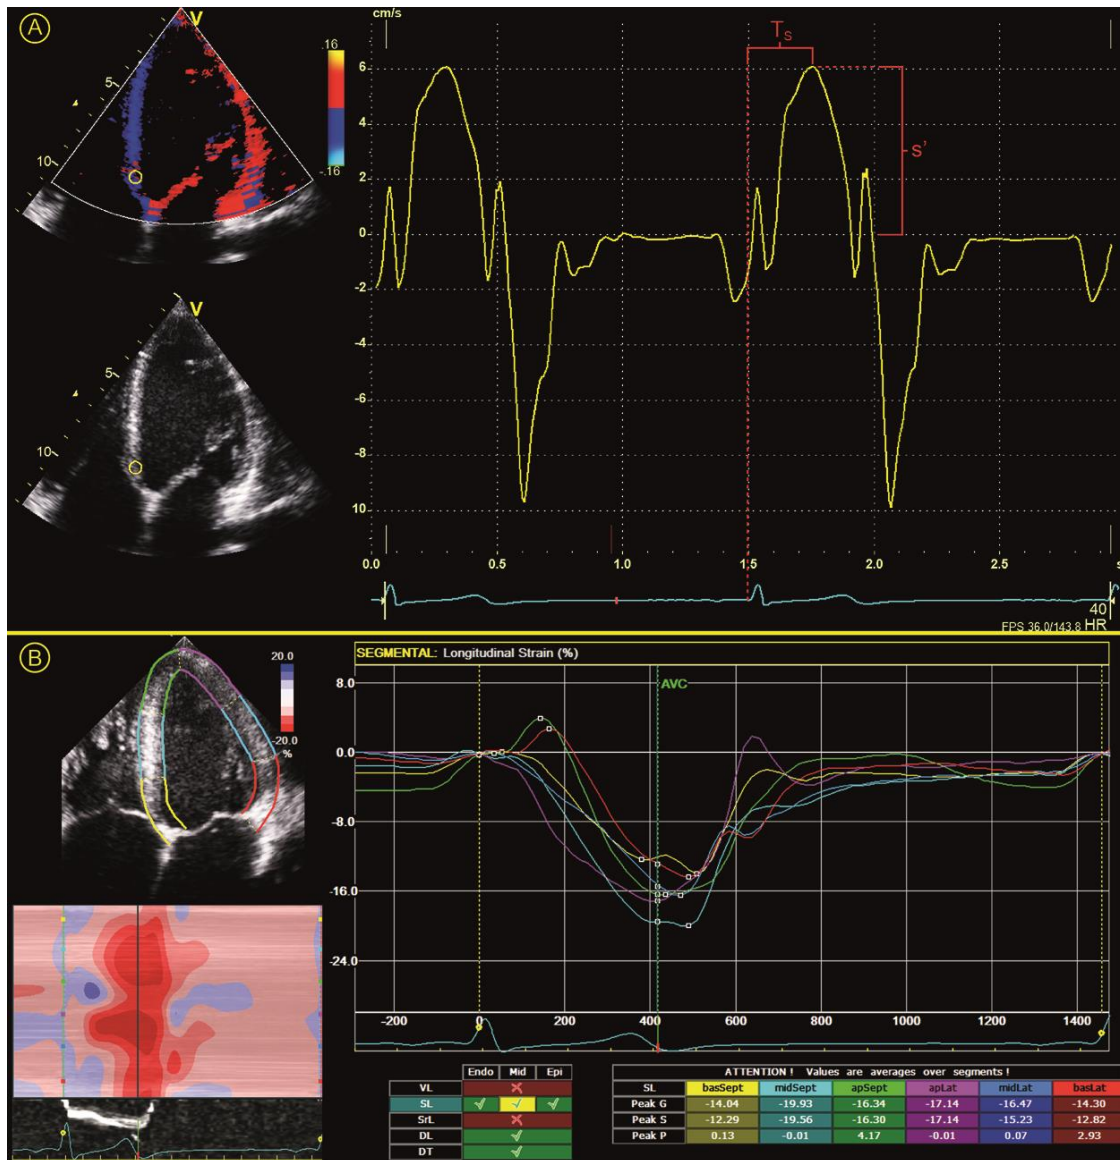 A
V
5
10
.16
-.16
V
5
10
cm/s
T_S
6
4
S'
2
0
-2
-4
-6
-8
10
0.0 0.5 1.0 1.5 2.0 2.5 s
40
FPS 36.0/143.8 HR
B
20.0
-20.0
%
SEGMENTAL: Longitudinal Strain (%)
8.0
AVC
0.0
-8.0
-16.0
-24.0
-200 0 200 400 600 800 1000 1200 1400
Endo Mid Epi
VL
SL
SrL
DL
DT
ATTENTION ! Values are averages over segments !
SL basSept midSept apSept apLat midLat basLat
Peak G -14.04 -19.93 -16.34 -17.14 -16.47 -14.30
Peak S -12.29 -19.56 -16.30 -17.14 -15.23 -12.82
Peak P 0.13 -0.01 4.17 -0.01 0.07 2.93